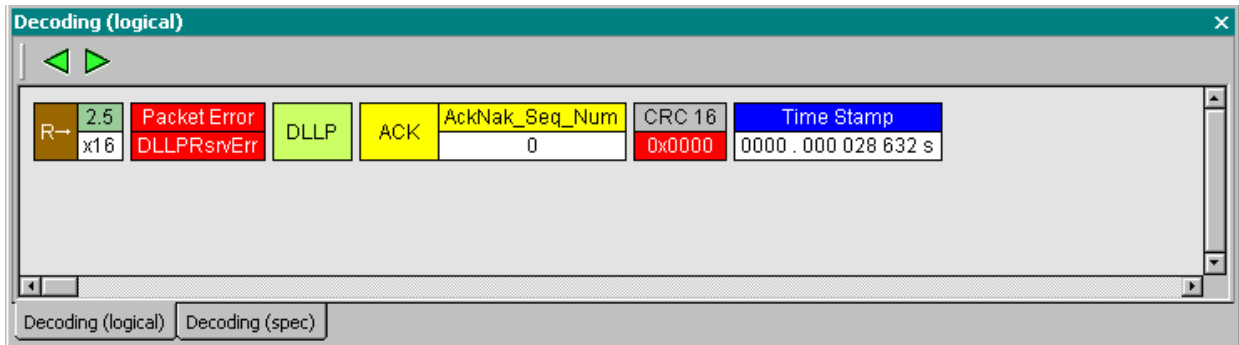 Decoding (logical)
R→ 2.5 Packet Error DLLP ACK AckNak_Seq_Num CRC 16 Time Stamp
x16 DLLPRsrvErr 0 0x0000 0000 . 000 028 632 s
Decoding (logical) Decoding (spec)